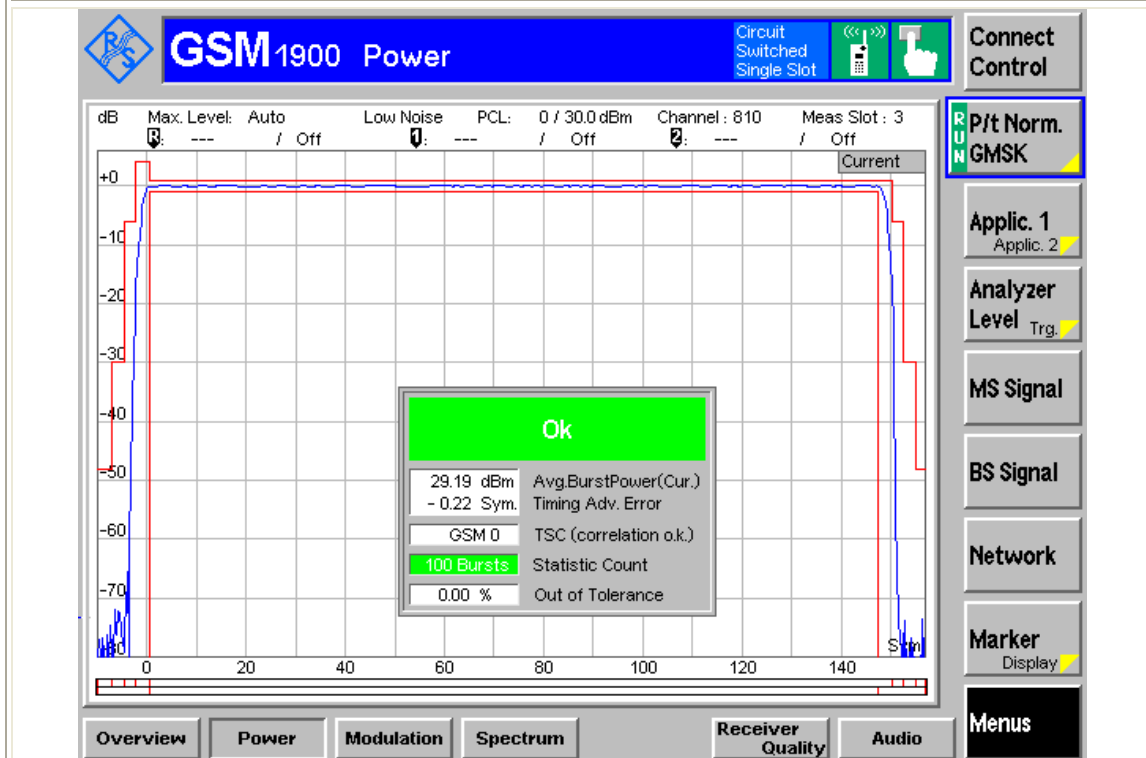 R&S
GSM 1900 Power
Circuit
Switched
Single Slot
Connect
Control
dB Max. Level: Auto Low Noise PCL: 0 / 30.0 dBm Channel : 810 Meas Slot : 3
R: --- / Off 1: --- / Off 2: --- / Off
Current
RUN
P/t Norm.
GMSK
+0
-10
-20
-30
-40
-50
-60
-70
Applic. 1
Applic. 2
Analyzer
Level Trg.
MS Signal
BS Signal
Network
Marker
Display
Menus
Ok
29.19 dBm Avg.BurstPower(Cur.)
- 0.22 Sym. Timing Adv. Error
GSM 0 TSC (correlation o.k.)
100 Bursts Statistic Count
0.00 % Out of Tolerance
0 20 40 60 80 100 120 140
Overview Power Modulation Spectrum Receiver Quality Audio